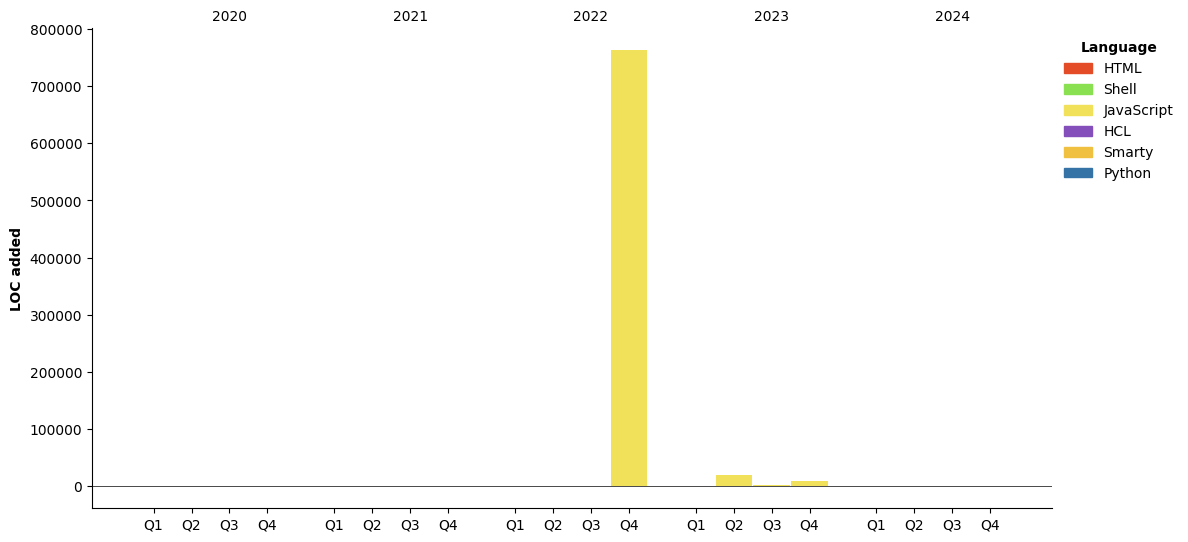 2020 2021 2022 2023 2024
800000
700000
600000
500000
400000
300000
200000
100000
0
LOC added
Q1 Q2 Q3 Q4 Q1 Q2 Q3 Q4 Q1 Q2 Q3 Q4 Q1 Q2 Q3 Q4 Q1 Q2 Q3 Q4
Language
HTML
Shell
JavaScript
HCL
Smarty
Python